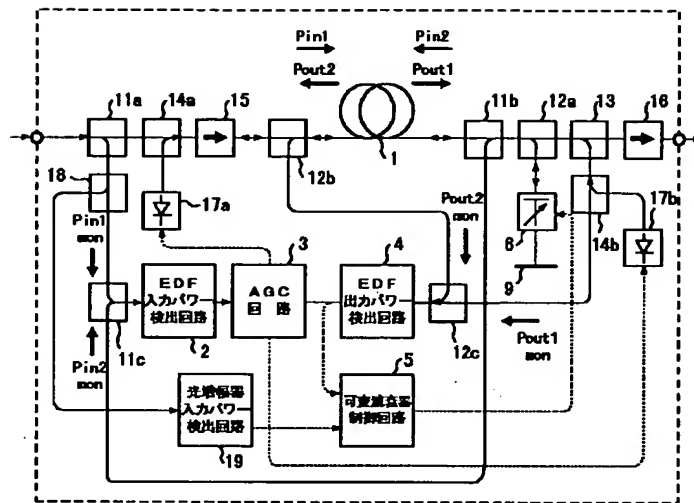 Pin1
Pin2
Pout2
Pout1
11a
14a
15
11b
12a
13
16
1
12b
18
17a
Pin1
mon
Pout2
mon
6
14b
17b
9
3
4
EDF
入力パワー
検出回路
2
AGC
回路
EDF
出力パワー
検出回路
12c
Pout1
mon
11c
Pin2
mon
5
光増幅器
入力パワー
検出回路
19
可変減衰器
制御回路